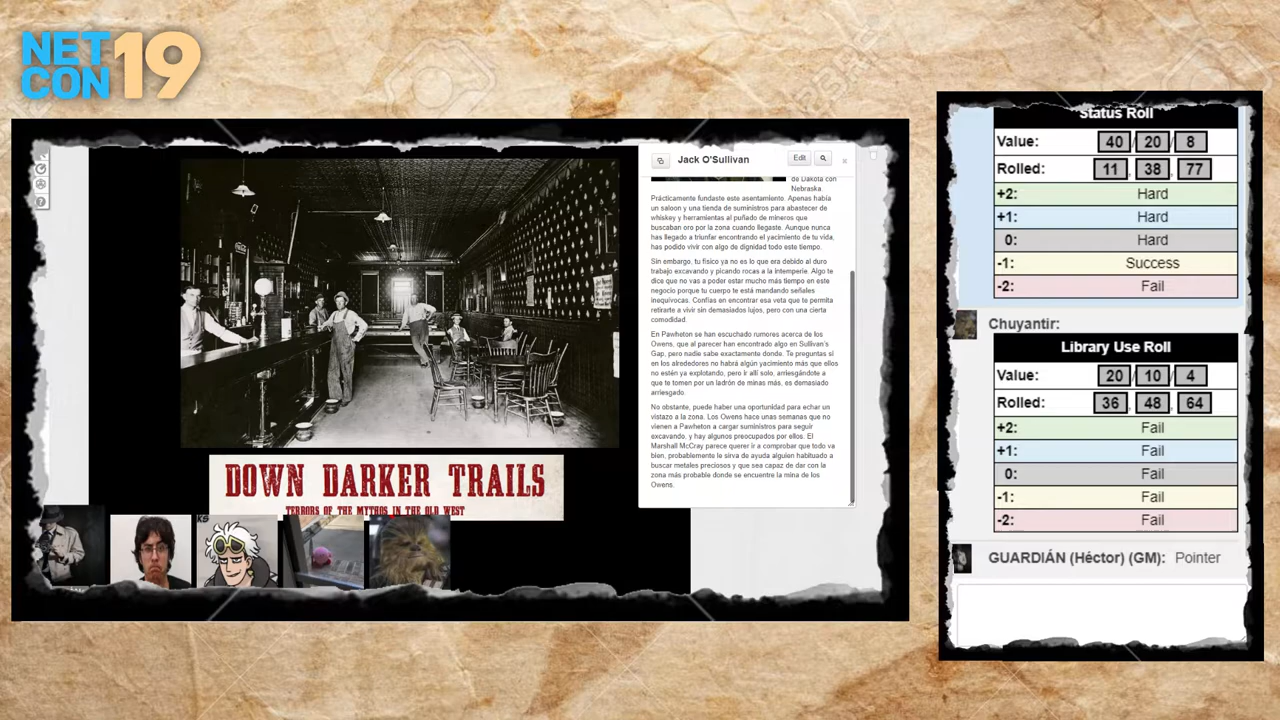 NET
CON 19
Jack O'Sullivan
Edit
de Dakota con
Nebraska.
Prácticamente fundaste este asentamiento. Apenas había
un saloon y una tienda de suministros para abastecer de
whiskey y herramientas al puñado de mineros que
buscaban oro por la zona cuando llegaste. Aunque nunca
has llegado a triunfar encontrando el yacimiento de tu vida,
has podido vivir con algo de dignidad todo este tiempo.
Sin embargo, tu físico ya no es lo que era debido al duro
trabajo excavando y picando rocas a la intemperie. Algo te
dice que no vas a poder estar mucho más tiempo en este
negocio porque tu cuerpo te está mandando señales
inequívocas. Confías en encontrar esa veta que te permita
retirarte a vivir sin demasiados lujos, pero con una cierta
comodidad.
En Pawheton se han escuchado rumores acerca de los
Owens, que al parecer han encontrado algo en Sullivan's
Gap, pero nadie sabe exactamente donde. Te preguntas si
en los alrededores no habrá algún yacimiento más que ellos
no estén ya explotando, pero ir allí solo, arriesgándote a
que te tomen por un ladrón de minas más, es demasiado
arriesgado.
No obstante, puede haber una oportunidad para echar un
vistazo a la zona. Los Owens hace unas semanas que no
vienen a Pawheton a cargar suministros para seguir
excavando, y hay algunos preocupados por ellos. El
Marshall McCray parece querer ir a comprobar que todo va
bien, probablemente le sirva de ayuda alguien habituado a
buscar metales preciosos y que sea capaz de dar con la
zona más probable donde se encuentre la mina de los
Owens.
DOWN DARKER TRAILS
TERRORS OF THE MYTHOS IN THE OLD WEST
KS
Status Roll
Value: 40 / 20 / 8
Rolled: 11, 38, 77
+2: Hard
+1: Hard
0: Hard
-1: Success
-2: Fail
Chuyantir:
Library Use Roll
Value: 20 / 10 / 4
Rolled: 36, 48, 64
+2: Fail
+1: Fail
0: Fail
-1: Fail
-2: Fail
GUARDIÁN (Héctor) (GM): Pointer